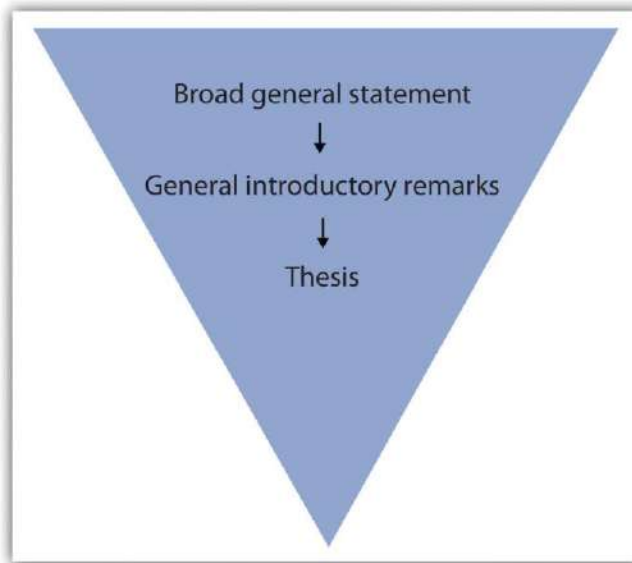 Broad general statement
↓
General introductory remarks
↓
Thesis